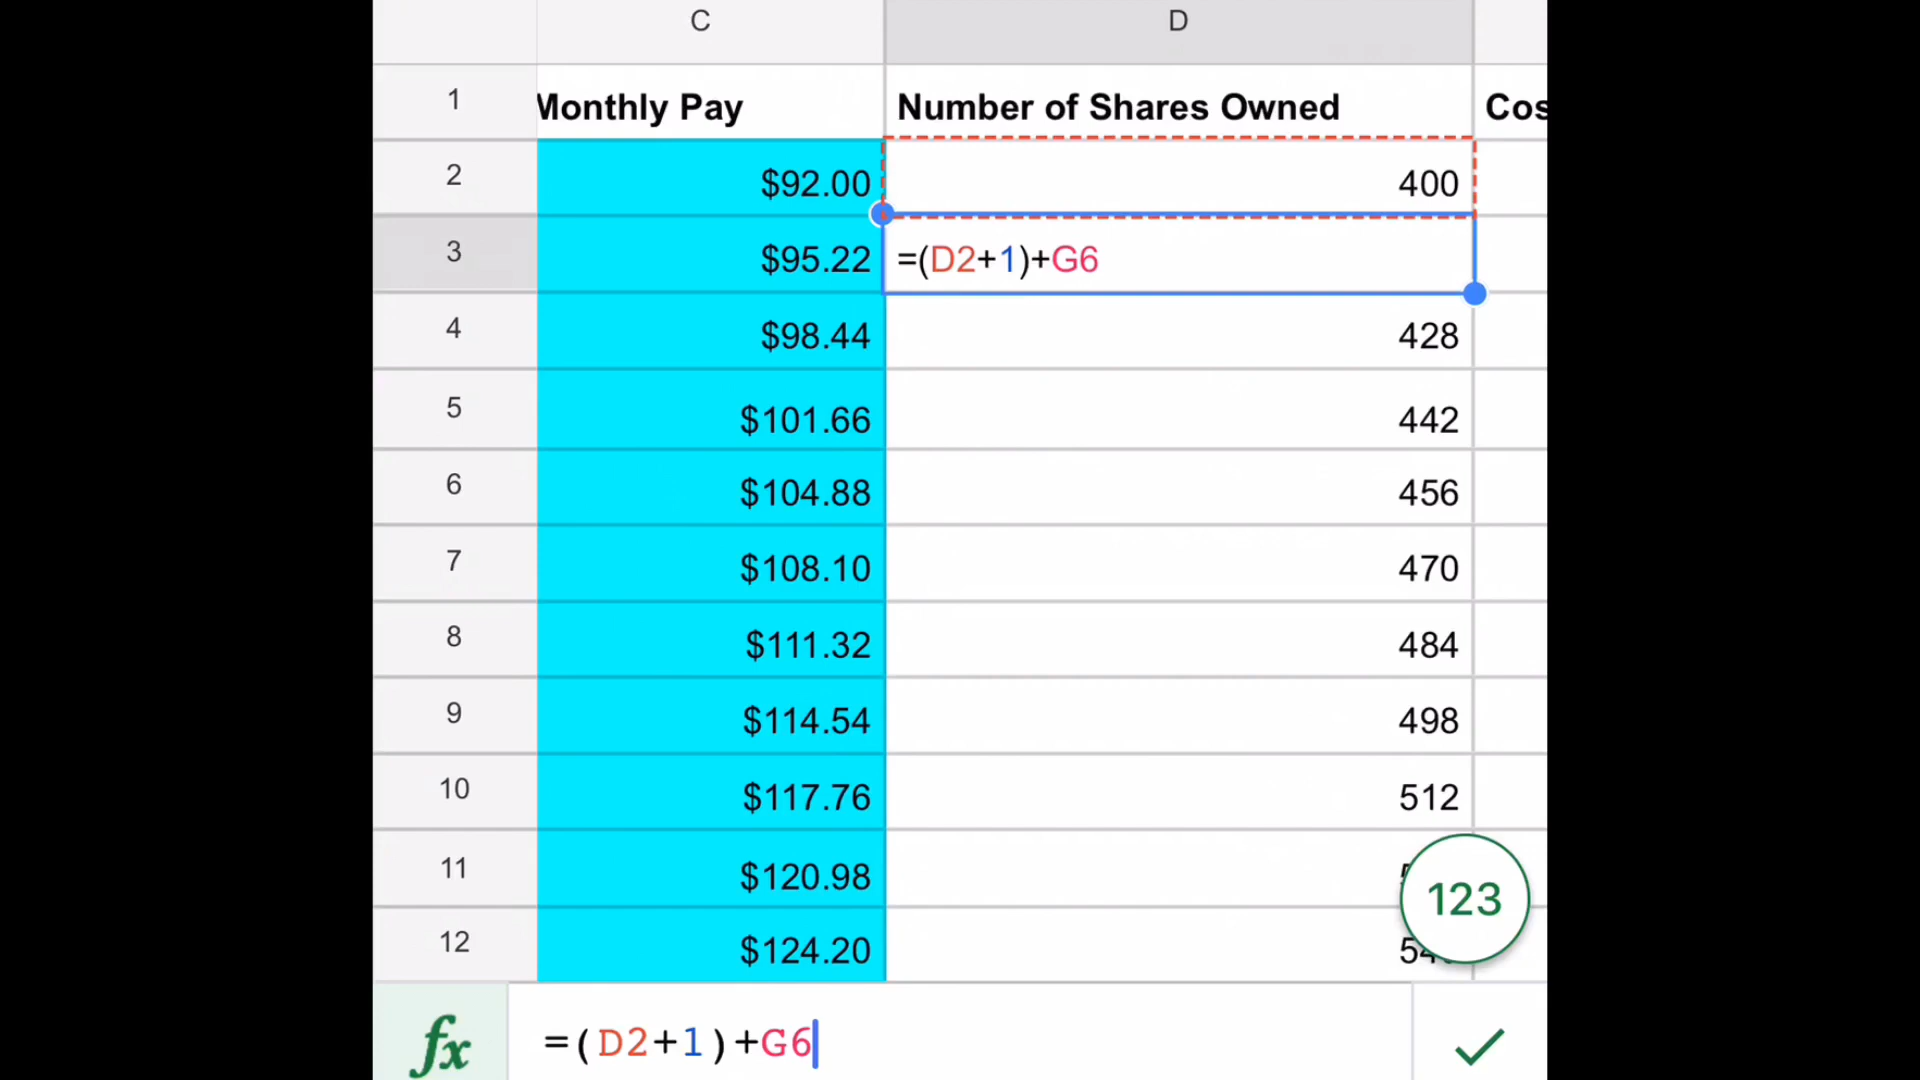 C D
1 Monthly Pay Number of Shares Owned
2 $92.00 400
3 $95.22 =(D2+1)+G6
4 $98.44 428
5 $101.66 442
6 $104.88 456
7 $108.10 470
8 $111.32 484
9 $114.54 498
10 $117.76 512
11 $120.98
12 $124.20
123
fx =(D2+1)+G6